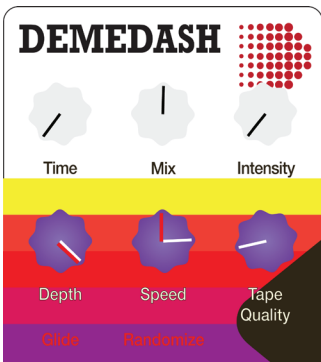 DEMEDASH
Time Mix Intensity
Depth Speed Tape
Quality
Glide Randomize